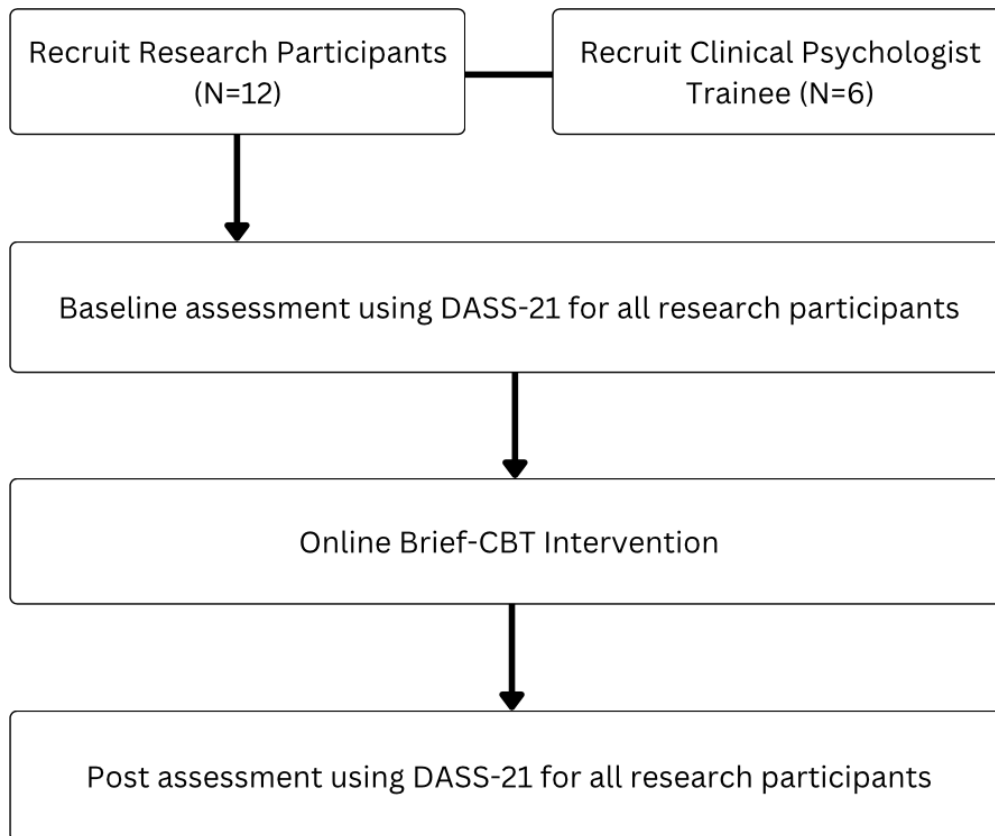 Recruit Research Participants
(N=12)
Recruit Clinical Psychologist
Trainee (N=6)
Baseline assessment using DASS-21 for all research participants
Online Brief-CBT Intervention
Post assessment using DASS-21 for all research participants